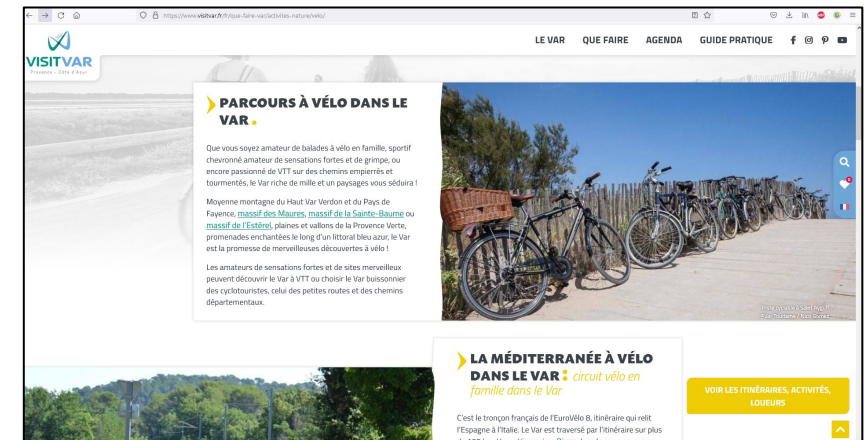 https://www.visitvar.fr/fr/que-faire-var/activites-nature/velo/
VISITVAR
Provence - Côte d'Azur
LE VAR QUE FAIRE AGENDA GUIDE PRATIQUE
PARCOURS À VÉLO DANS LE
VAR
Que vous soyez amateur de balades à vélo en famille, sportif
chevronné amateur de sensations fortes et de grimpe, ou
encore passionné de VTT sur des chemins empierrés et
tourmentés, le Var riche de mille et un paysages vous séduira !
Moyenne montagne du Haut Var Verdon et du Pays de
Fayence, massif des Maures, massif de la Sainte-Baume ou
massif de l'Estérel, plaines et vallons de la Provence Verte,
promenades enchantées le long d'un littoral bleu azur, le Var
est la promesse de merveilleuses découvertes à vélo !
Les amateurs de sensations fortes et de sites merveilleux
peuvent découvrir le Var à VTT ou choisir le Var buissonnier
des cyclotouristes, celui des petites routes et des chemins
départementaux.
LA MÉDITERRANÉE À VÉLO
DANS LE VAR : circuit vélo en
famille dans le Var
VOIR LES ITINÉRAIRES, ACTIVITÉS,
LOUEURS
C'est le tronçon français de l'EuroVélo 8, itinéraire qui relit
l'Espagne à l'Italie. Le Var est traversé par l'itinéraire sur plus